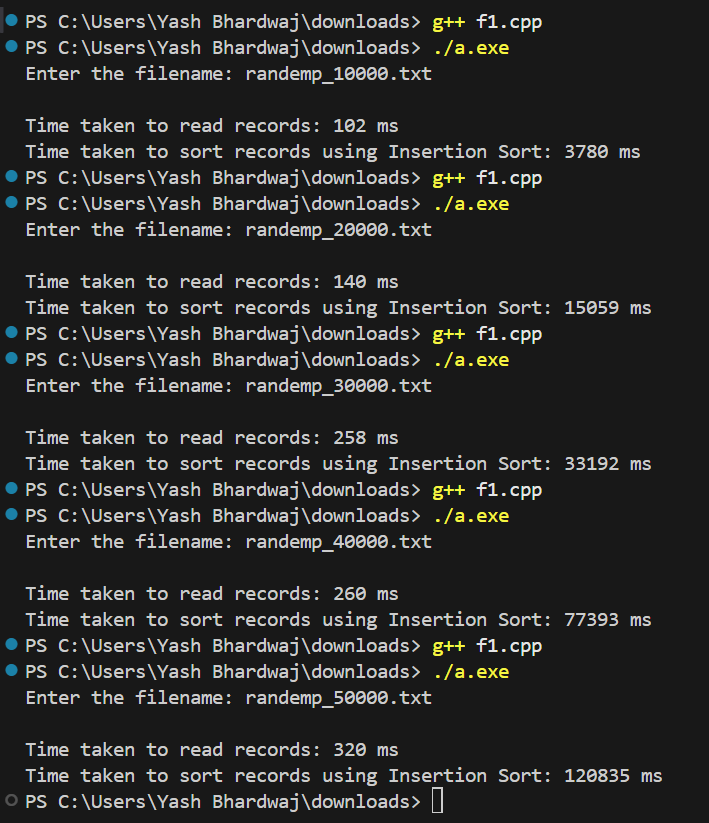 PS C:\Users\Yash Bhardwaj\downloads> g++ f1.cpp
PS C:\Users\Yash Bhardwaj\downloads> ./a.exe
Enter the filename: randemp_10000.txt

Time taken to read records: 102 ms
Time taken to sort records using Insertion Sort: 3780 ms
PS C:\Users\Yash Bhardwaj\downloads> g++ f1.cpp
PS C:\Users\Yash Bhardwaj\downloads> ./a.exe
Enter the filename: randemp_20000.txt

Time taken to read records: 140 ms
Time taken to sort records using Insertion Sort: 15059 ms
PS C:\Users\Yash Bhardwaj\downloads> g++ f1.cpp
PS C:\Users\Yash Bhardwaj\downloads> ./a.exe
Enter the filename: randemp_30000.txt

Time taken to read records: 258 ms
Time taken to sort records using Insertion Sort: 33192 ms
PS C:\Users\Yash Bhardwaj\downloads> g++ f1.cpp
PS C:\Users\Yash Bhardwaj\downloads> ./a.exe
Enter the filename: randemp_40000.txt

Time taken to read records: 260 ms
Time taken to sort records using Insertion Sort: 77393 ms
PS C:\Users\Yash Bhardwaj\downloads> g++ f1.cpp
PS C:\Users\Yash Bhardwaj\downloads> ./a.exe
Enter the filename: randemp_50000.txt

Time taken to read records: 320 ms
Time taken to sort records using Insertion Sort: 120835 ms
PS C:\Users\Yash Bhardwaj\downloads>